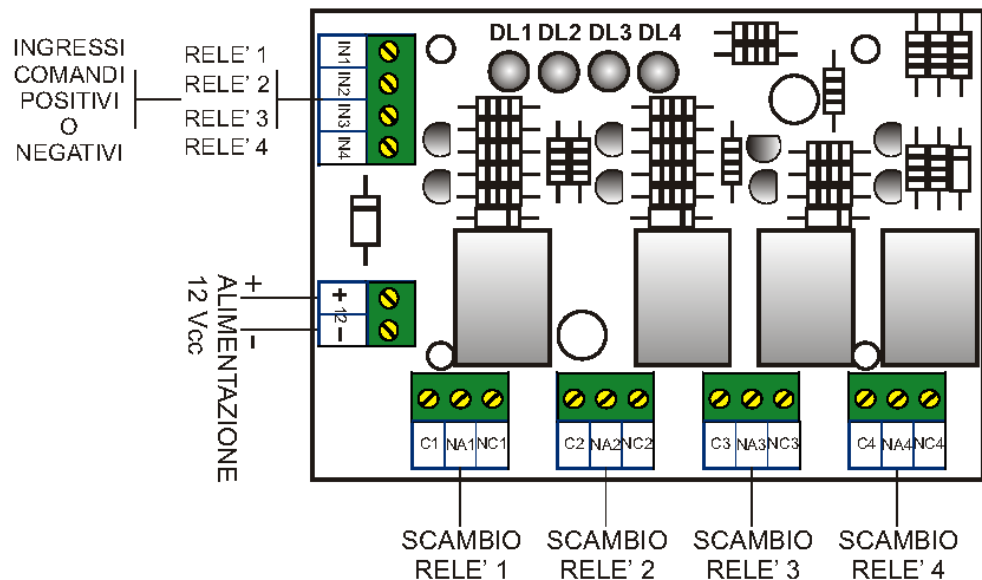 INGRESSI
COMANDI
POSITIVI
O
NEGATIVI
RELE' 1
RELE' 2
RELE' 3
RELE' 4
IN1
IN2
IN3
IN4
DL1 DL2 DL3 DL4
ALIMENTAZIONE
12 Vcc
+
-
+
12
-
C1 NA1 NC1
C2 NA2 NC2
C3 NA3 NC3
C4 NA4 NC4
SCAMBIO
RELE' 1
SCAMBIO
RELE' 2
SCAMBIO
RELE' 3
SCAMBIO
RELE' 4